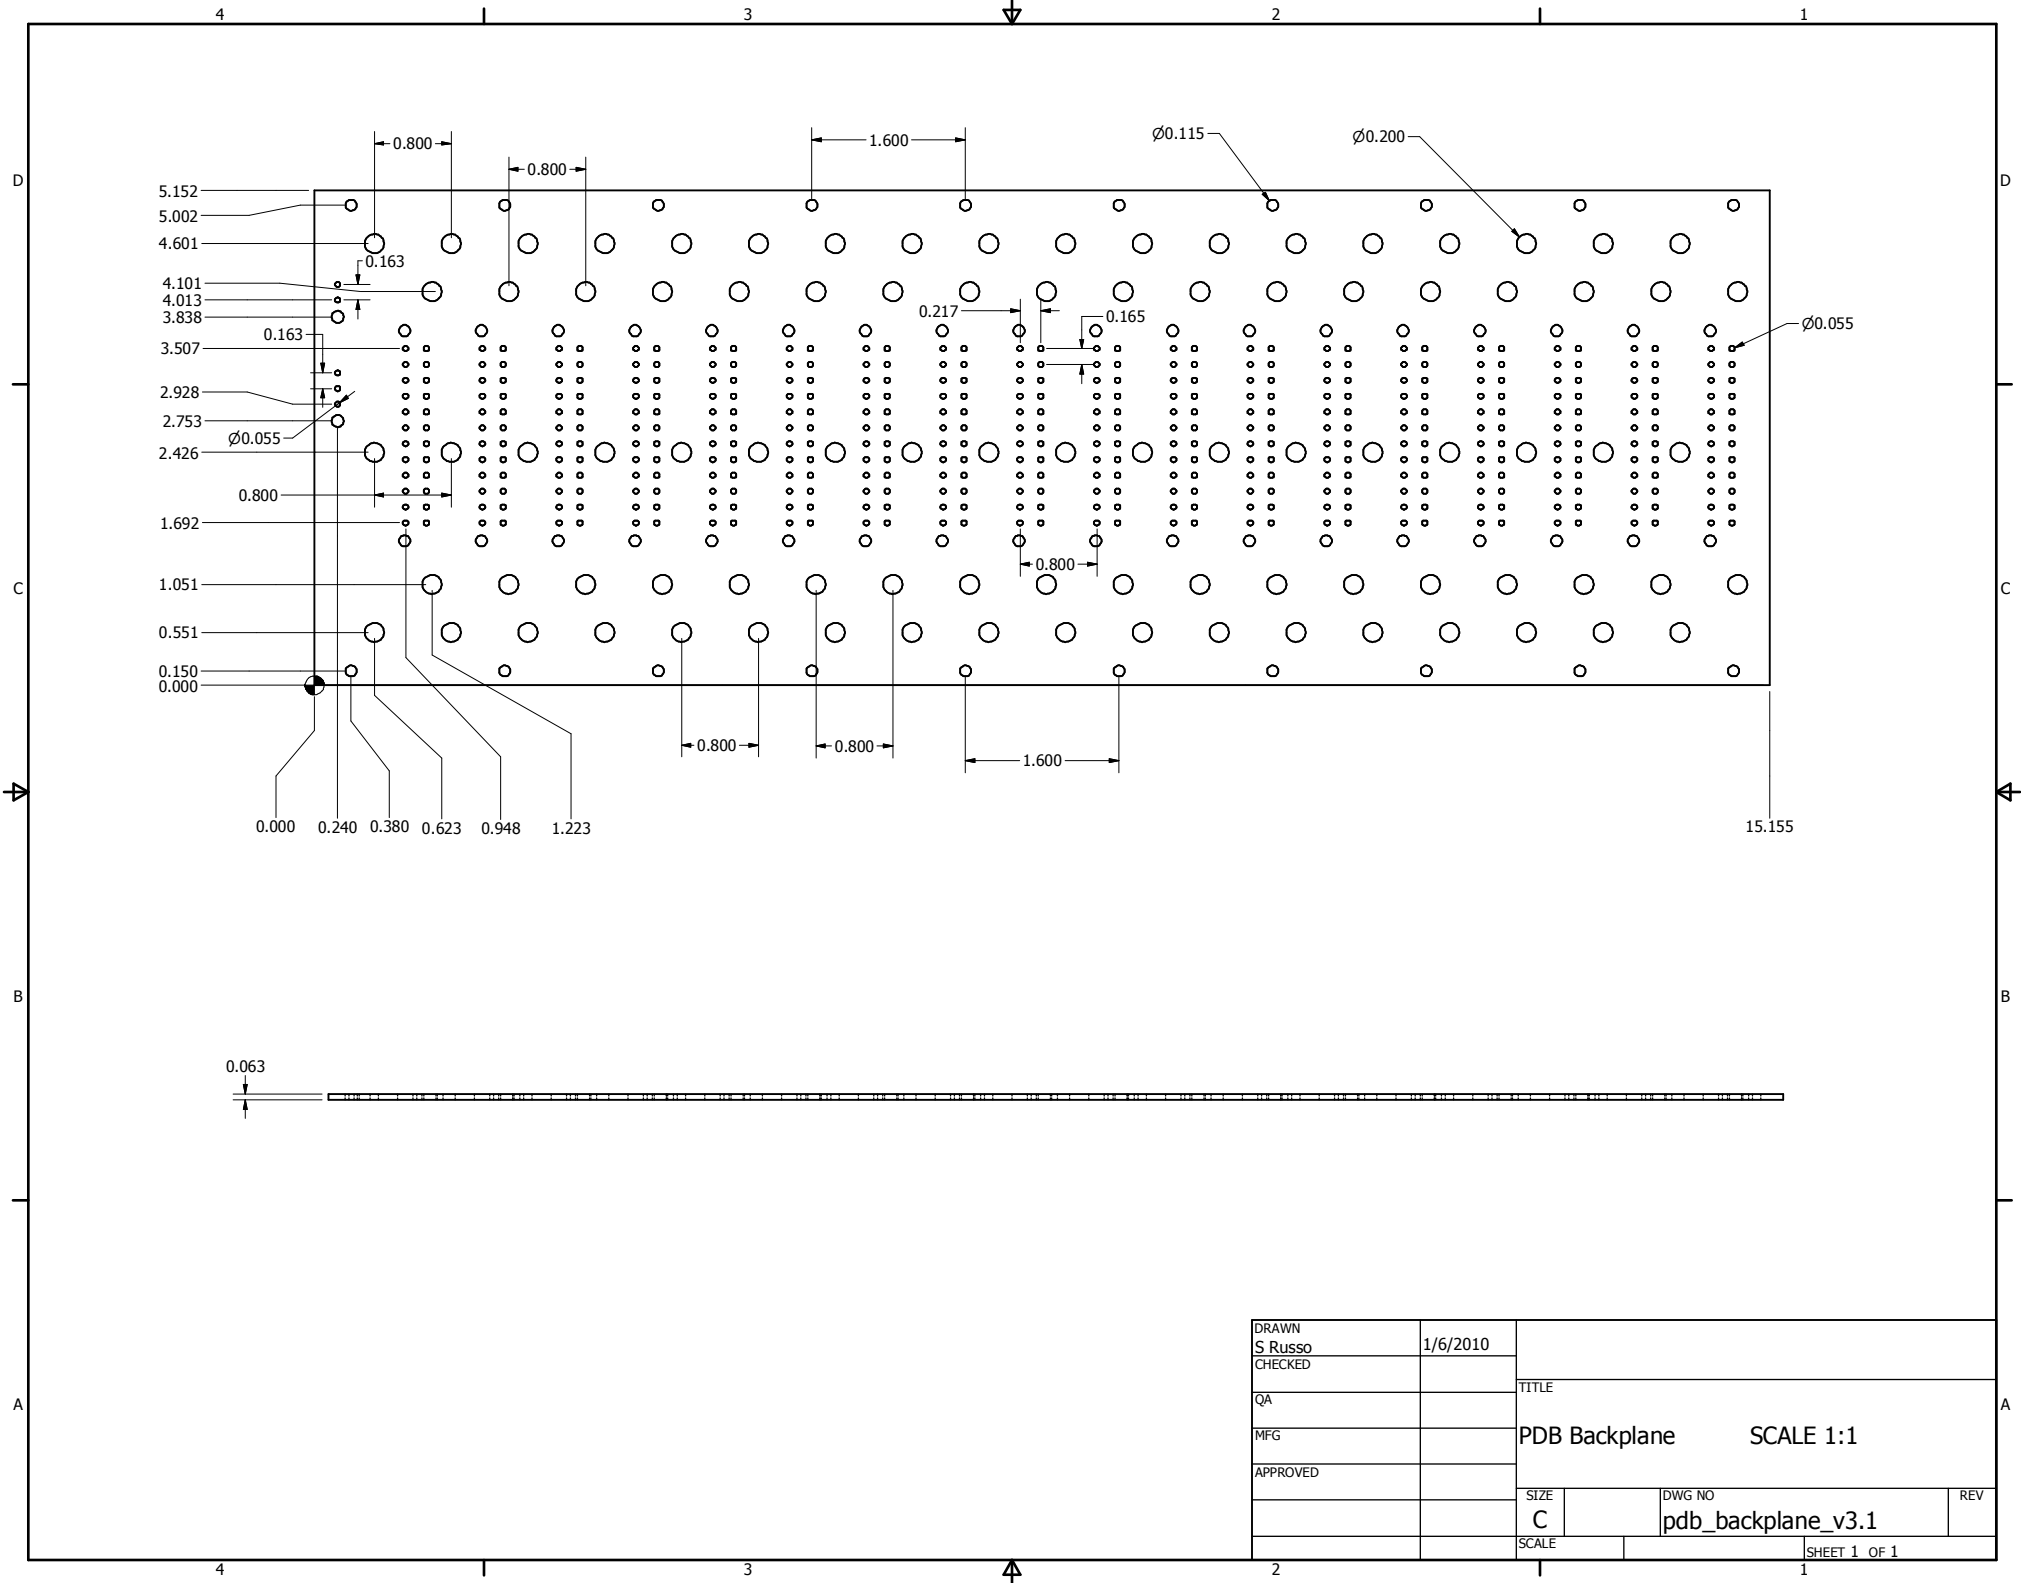 4 3 2 1
0.800 1.600 Ø0.115 Ø0.200
0.800
D D
5.152
5.002
4.601
0.163
4.101
4.013
0.217 0.165
3.838 Ø0.055
0.163
3.507
2.928
2.753
Ø0.055
2.426
0.800
1.692
0.800
1.051
C C
0.551
0.150
0.000
0.800 0.800
1.600
0.000 0.240 0.380 0.623 0.948 1.223 15.155
B B
0.063
DRAWN
S Russo 1/6/2010
CHECKED
TITLE
QA
A A
MFG PDB Backplane SCALE 1:1
APPROVED
SIZE DWG NO REV
C pdb_backplane_v3.1
SCALE
SHEET 1 OF 1
4 3 2 1